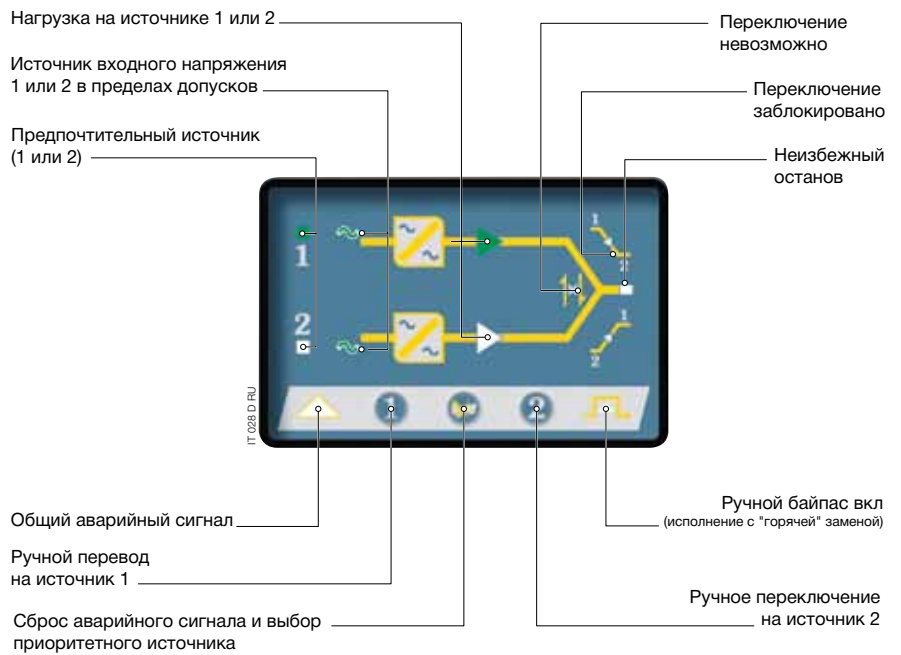 Нагрузка на источнике 1 или 2
Источник входного напряжения
1 или 2 в пределах допусков
Предпочтительный источник
(1 или 2)
Переключение
невозможно
Переключение
заблокировано
Неизбежный
останов
1
2
1
2
1
2
1
2
IT 028 D RU
Общий аварийный сигнал
Ручной перевод
на источник 1
Сброс аварийного сигнала и выбор
приоритетного источника
Ручной байпас вкл
(исполнение с "горячей" заменой)
Ручное переключение
на источник 2